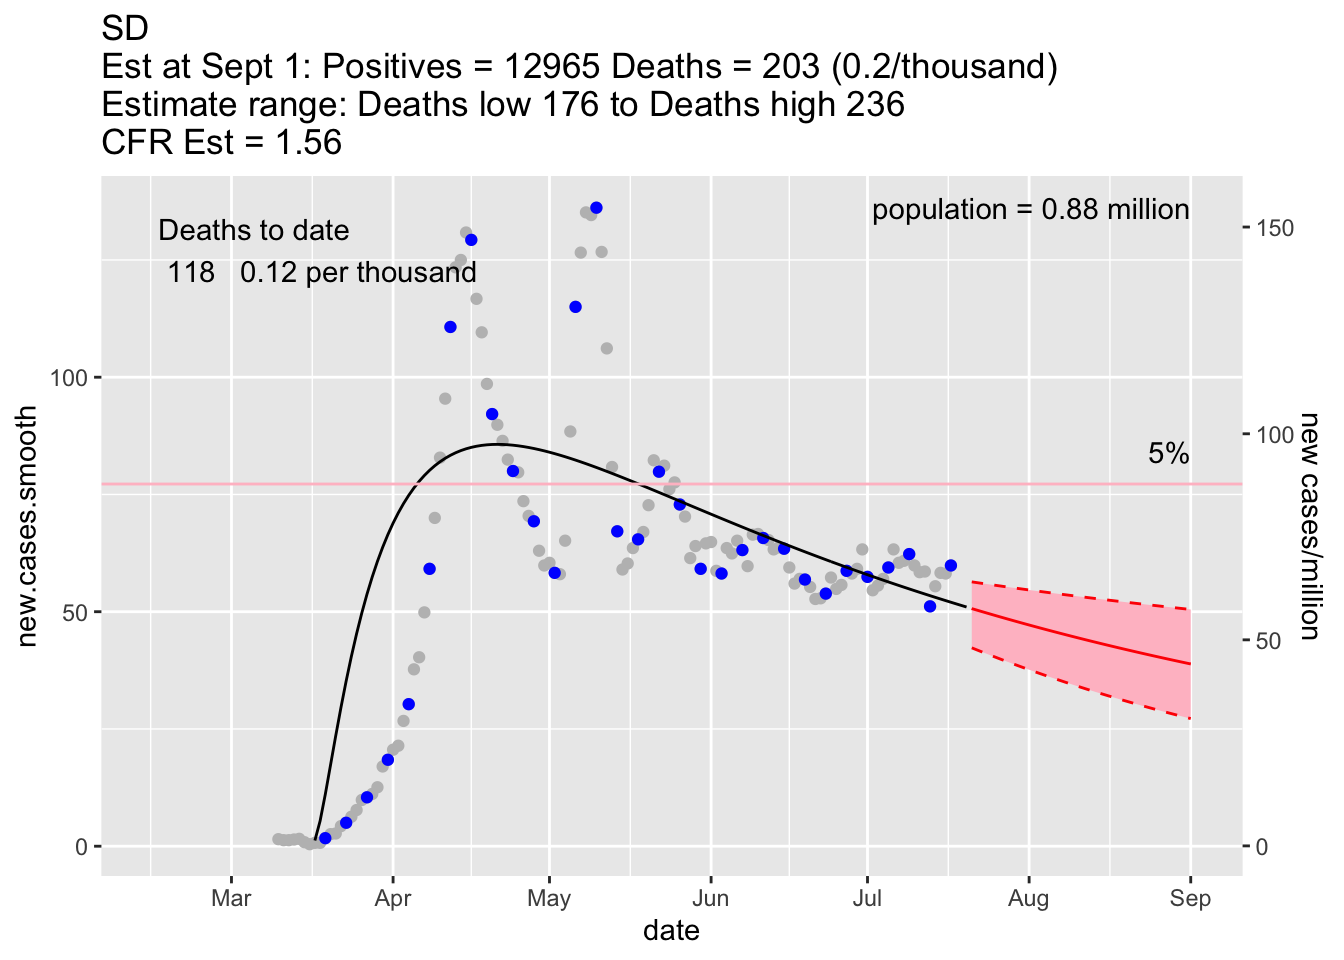 SD
Est at Sept 1: Positives = 12965 Deaths = 203 (0.2/thousand)
Estimate range: Deaths low 176 to Deaths high 236
CFR Est = 1.56
Deaths to date
118 0.12 per thousand
population = 0.88 million
5%
new.cases.smooth
100
50
0
150
100
50
0
new cases/million
Mar Apr May Jun Jul Aug Sep
date